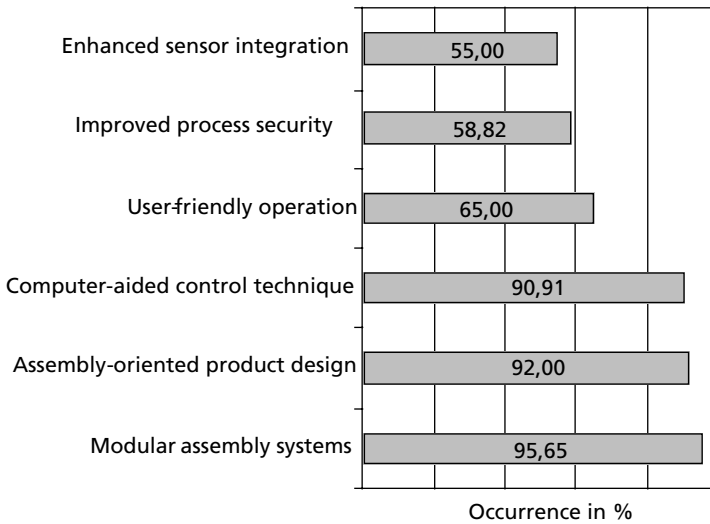 Enhanced sensor integration 55,00
Improved process security 58,82
User-friendly operation 65,00
Computer-aided control technique 90,91
Assembly-oriented product design 92,00
Modular assembly systems 95,65
Occurrence in %